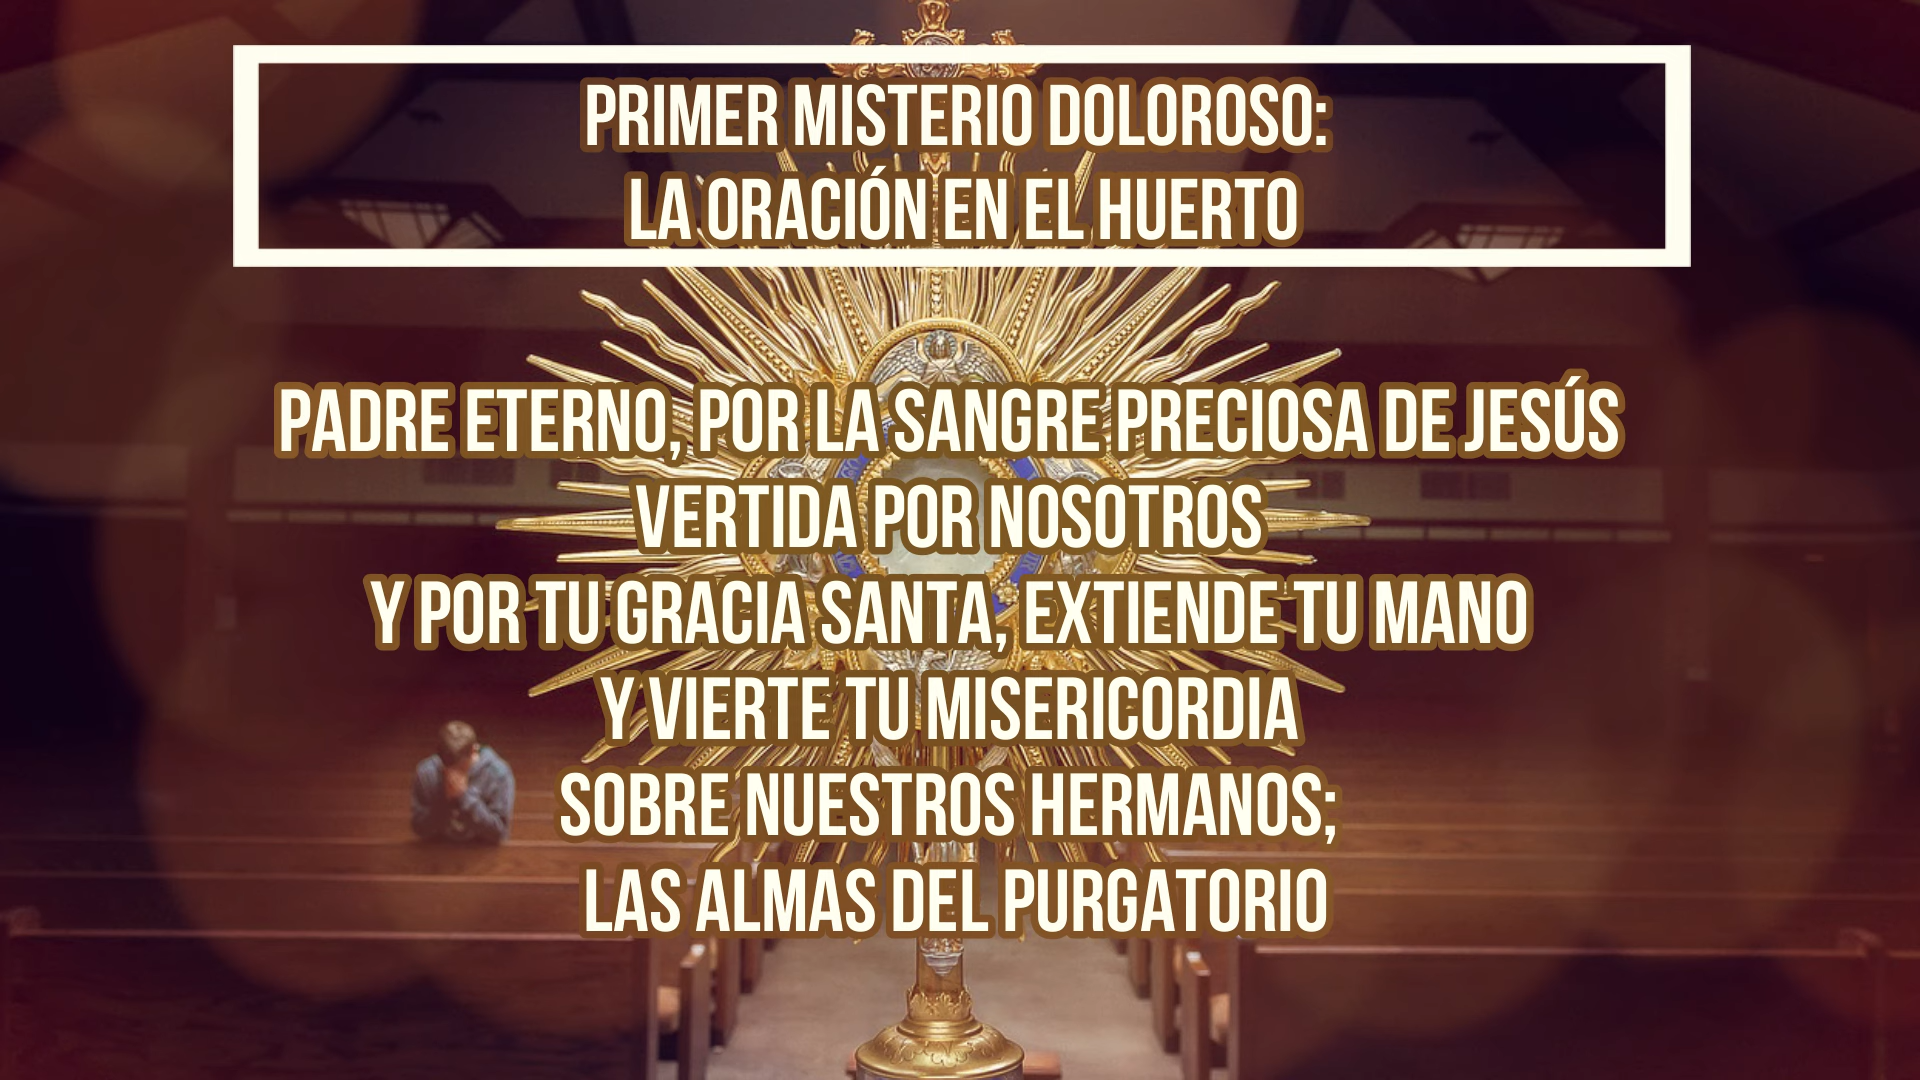 PRIMER MISTERIO DOLOROSO:
LA ORACIÓN EN EL HUERTO
PADRE ETERNO, POR LA SANGRE PRECIOSA DE JESÚS
VERTIDA POR NOSOTROS
Y POR TU GRACIA SANTA, EXTIENDE TU MANO
Y VIERTE TU MISERICORDIA
SOBRE NUESTROS HERMANOS;
LAS ALMAS DEL PURGATORIO